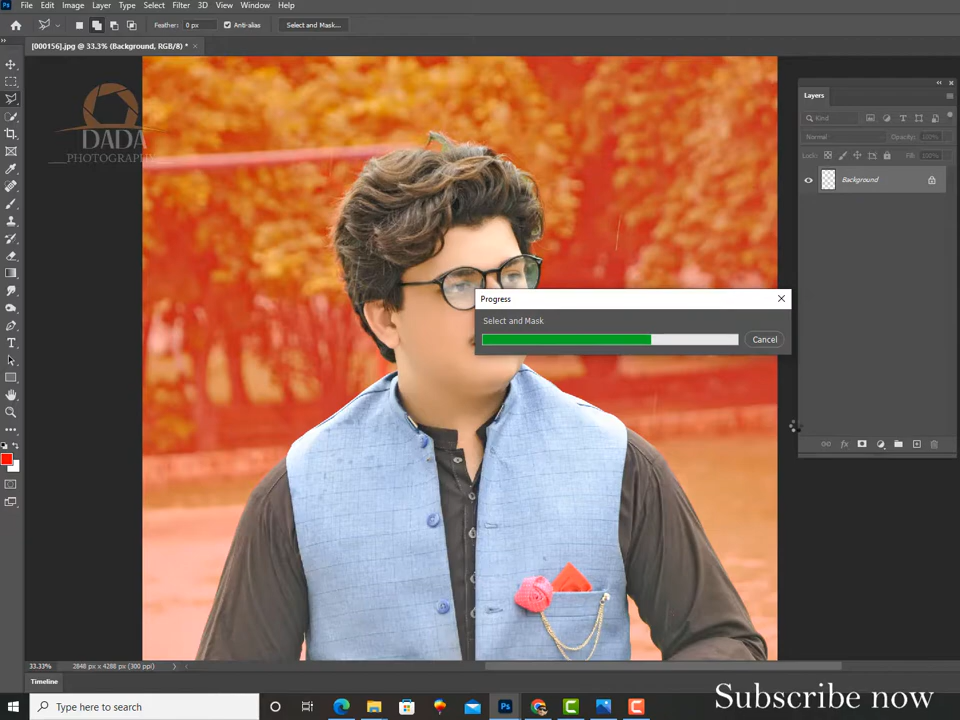 File Edit Image Layer Type Select Filter 3D View Window Help
Feather: 0 px Anti-alias Select and Mask...
[000156].jpg @ 33.3% (Background, RGB/8) *
Layers
Kind
Normal Opacity: 100%
Lock: Fill: 100%
Background
DADA
PHOTOGRAPHY
Progress
Select and Mask
Cancel
33.33% 2848 px x 4288 px (300 ppi)
Timeline
Type here to search
Subscribe now